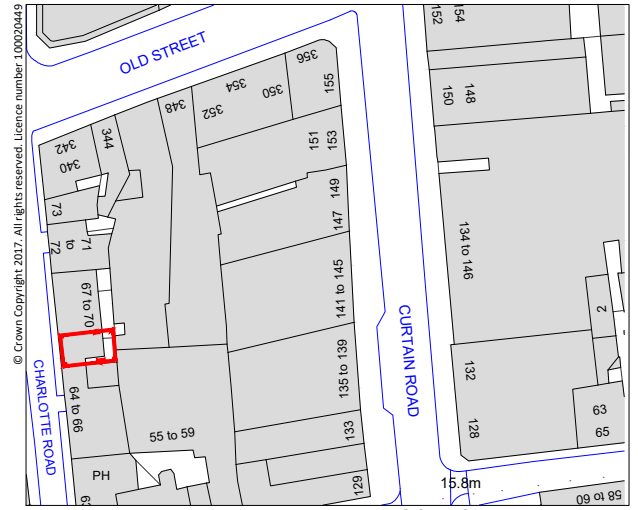 © Crown Copyright 2017. All rights reserved. Licence number 100020449
OLD STREET
CURTAIN ROAD
CHARLOTTE ROAD
152
154
150
148
134 to 146
132
128
2
63
65
58 to 60
15.8m
356
350
354
352
348
155
153
151
149
147
141 to 145
135 to 139
133
129
344
342
340
73
72
to
71
67 to 70
64 to 66
55 to 59
PH